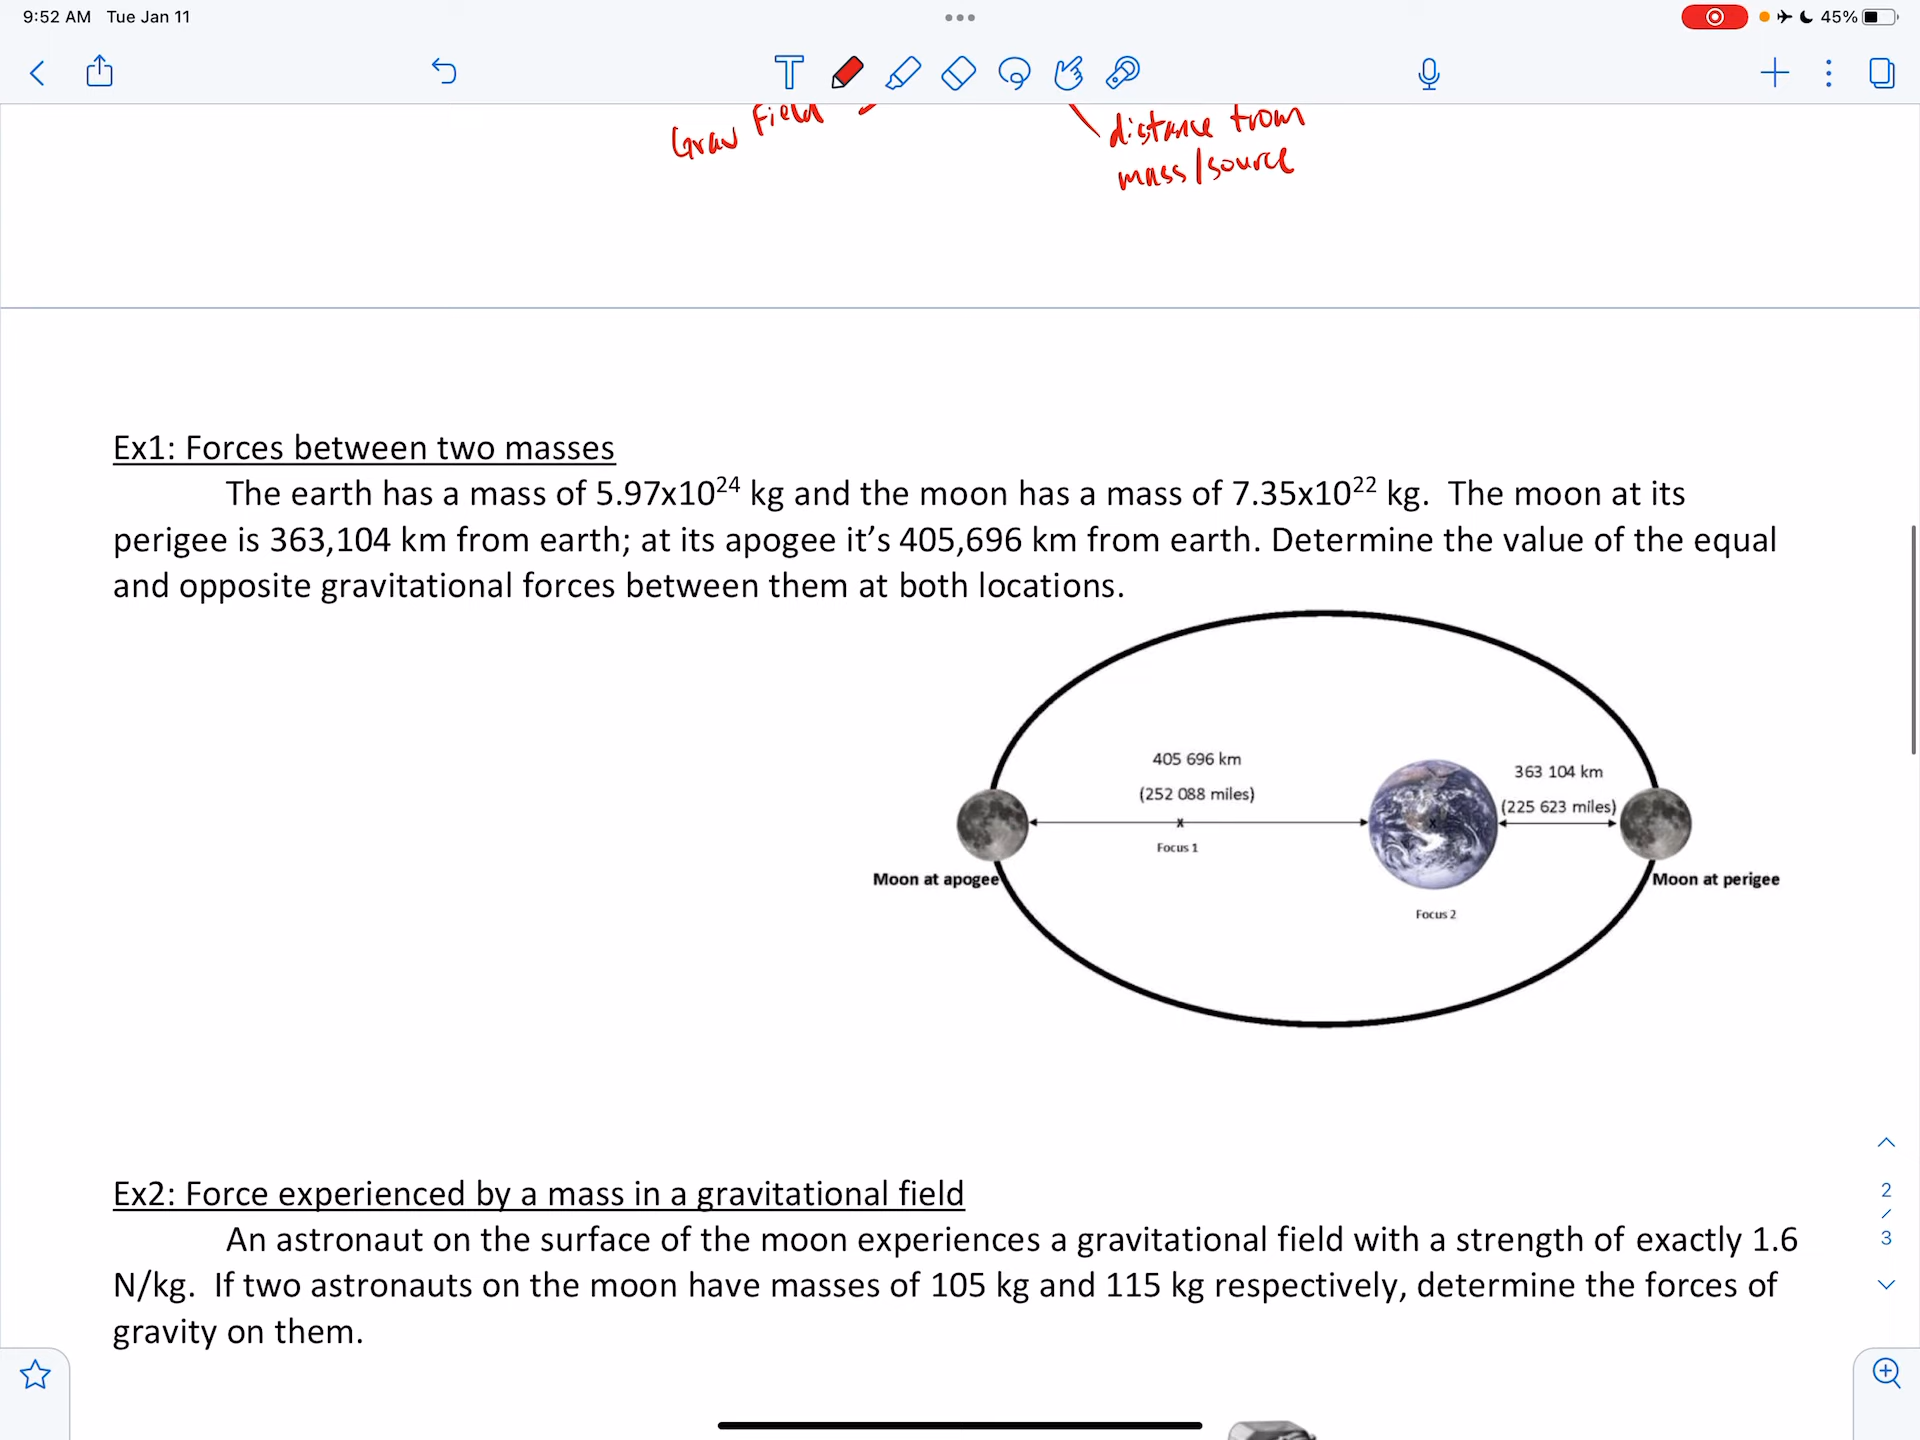 9:52 AM Tue Jan 11
45%
Grav Field
distance from
mass/source
Ex1: Forces between two masses
The earth has a mass of 5.97x10²⁴ kg and the moon has a mass of 7.35x10²² kg. The moon at its
perigee is 363,104 km from earth; at its apogee it’s 405,696 km from earth. Determine the value of the equal
and opposite gravitational forces between them at both locations.
405 696 km
(252 088 miles)
x
Focus 1
363 104 km
(225 623 miles)
x
Moon at apogee
Moon at perigee
Focus 2
Ex2: Force experienced by a mass in a gravitational field
An astronaut on the surface of the moon experiences a gravitational field with a strength of exactly 1.6
N/kg. If two astronauts on the moon have masses of 105 kg and 115 kg respectively, determine the forces of
gravity on them.
2
/
3